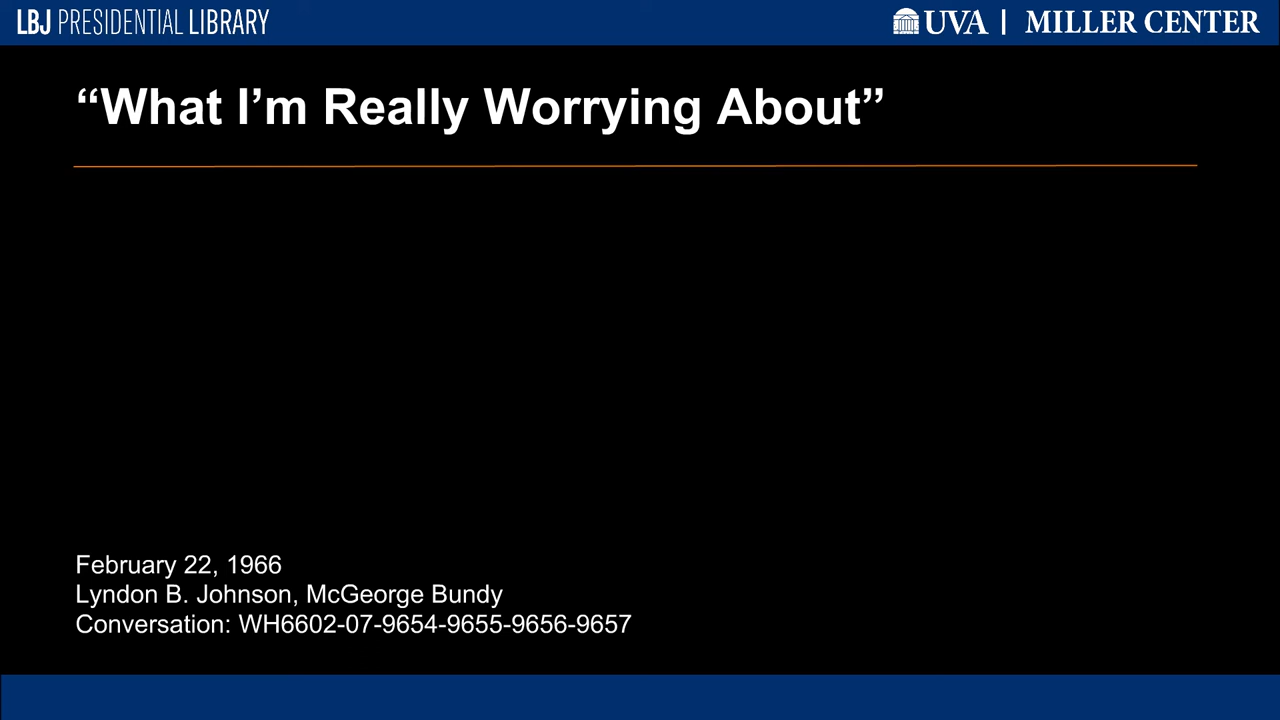 LBJ PRESIDENTIAL LIBRARY
UVA | MILLER CENTER
“What I’m Really Worrying About”
February 22, 1966
Lyndon B. Johnson, McGeorge Bundy
Conversation: WH6602-07-9654-9655-9656-9657